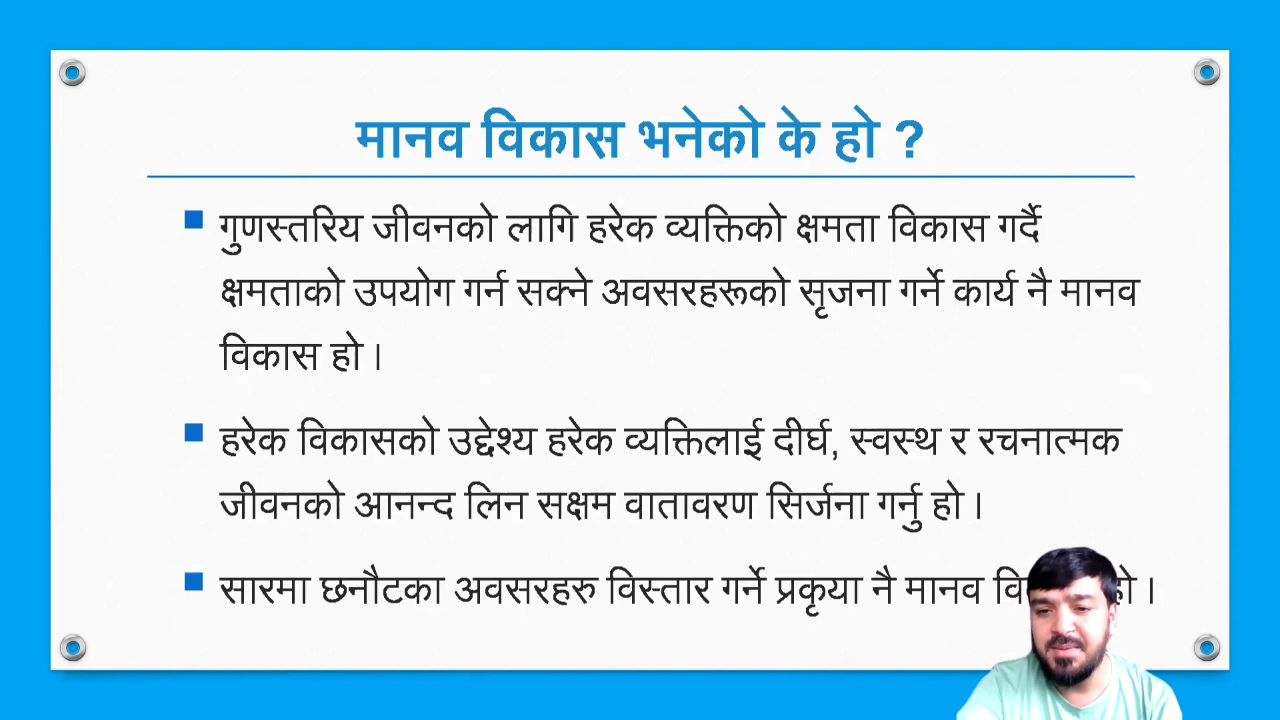 मानव विकास भनेको के हो ?
गुणस्तरिय जीवनको लागि हरेक व्यक्तिको क्षमता विकास गर्दै
क्षमताको उपयोग गर्न सक्ने अवसरहरूको सृजना गर्ने कार्य नै मानव
विकास हो ।
हरेक विकासको उद्देश्य हरेक व्यक्तिलाई दीर्घ, स्वस्थ र रचनात्मक
जीवनको आनन्द लिन सक्षम वातावरण सिर्जना गर्नु हो ।
सारमा छनौटका अवसरहरु विस्तार गर्ने प्रकृया नै मानव हो ।